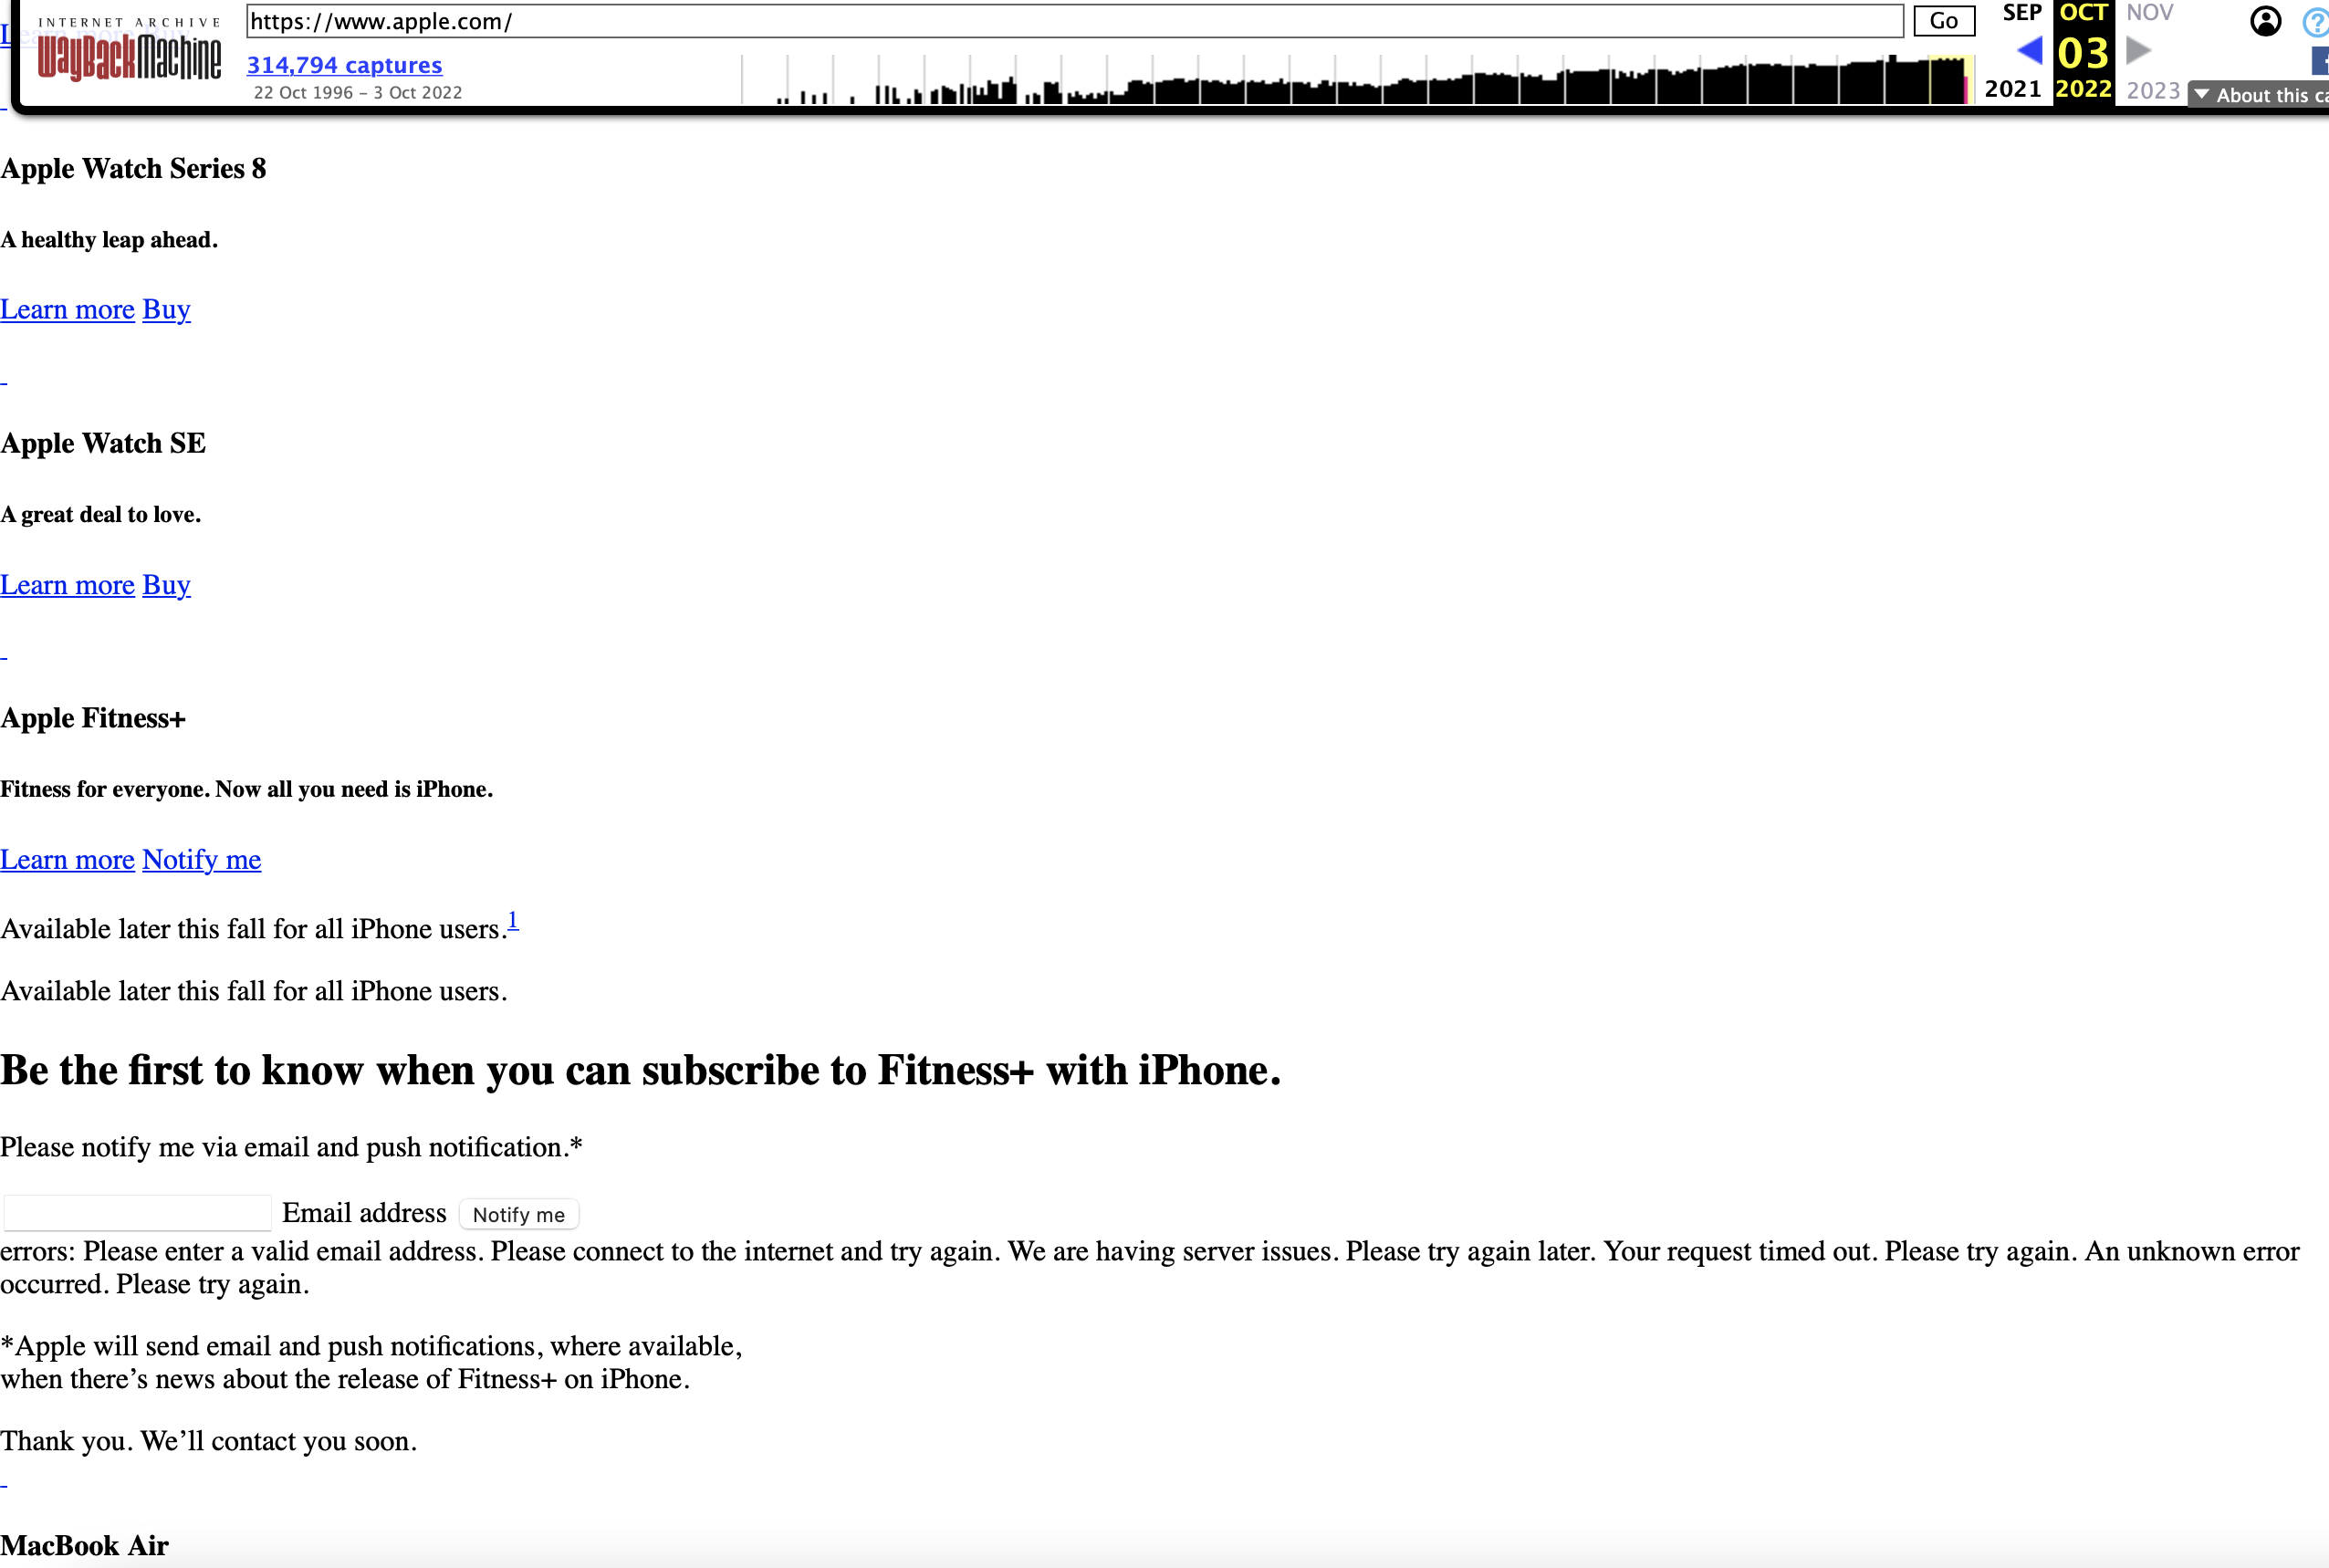 INTERNET ARCHIVE
WayBackMachine
https://www.apple.com/
Go
314,794 captures
22 Oct 1996 – 3 Oct 2022
SEP OCT NOV
03
2021 2022 2023
About this
Learn more Buy
Apple Watch Series 8
A healthy leap ahead.
Learn more Buy
Apple Watch SE
A great deal to love.
Learn more Buy
Apple Fitness+
Fitness for everyone. Now all you need is iPhone.
Learn more Notify me
Available later this fall for all iPhone users.1
Available later this fall for all iPhone users.
Be the first to know when you can subscribe to Fitness+ with iPhone.
Please notify me via email and push notification.*
Email address Notify me
errors: Please enter a valid email address. Please connect to the internet and try again. We are having server issues. Please try again later. Your request timed out. Please try again. An unknown error
occurred. Please try again.
*Apple will send email and push notifications, where available,
when there’s news about the release of Fitness+ on iPhone.
Thank you. We’ll contact you soon.
MacBook Air